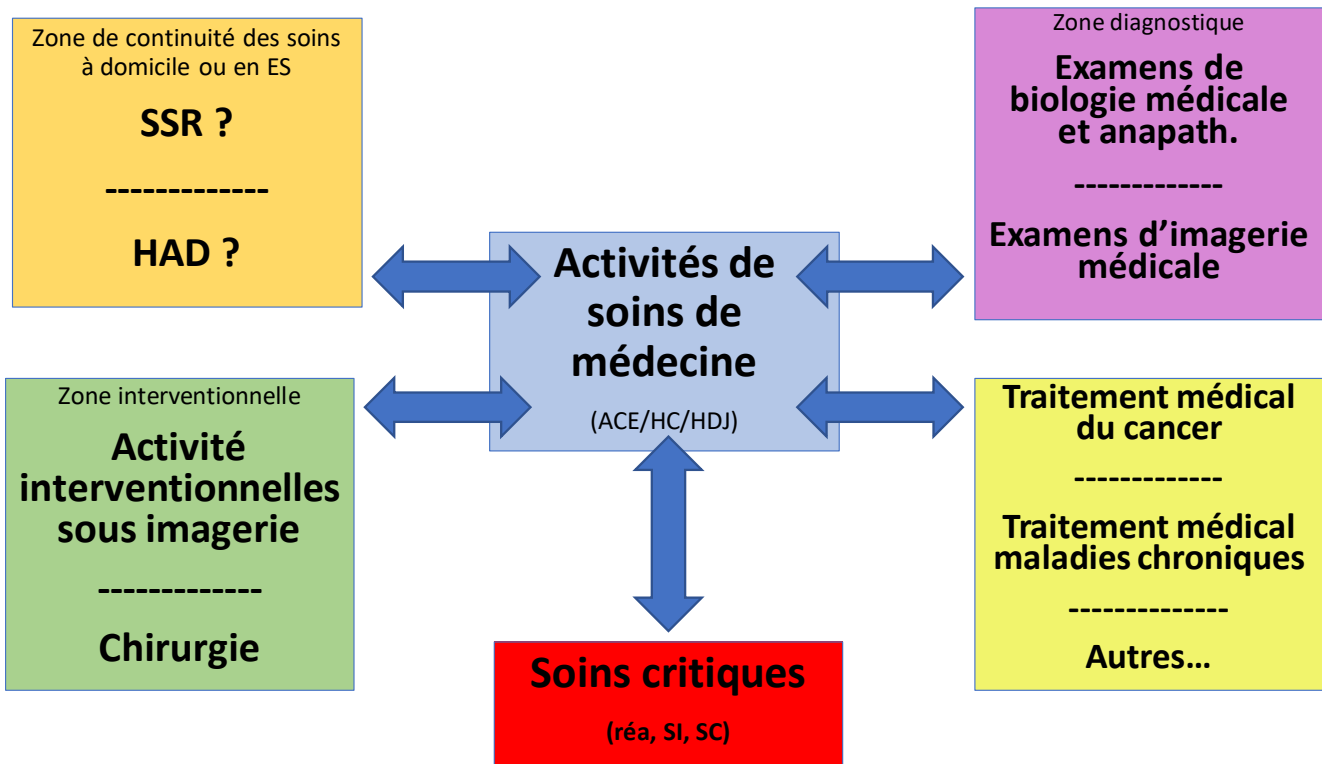 Zone de continuité des soins
à domicile ou en ES
SSR ?
-------------
HAD ?
Zone diagnostique
Examens de
biologie médicale
et anapath.
-------------
Examens d’imagerie
médicale
Activités de
soins de
médecine
(ACE/HC/HDJ)
Zone interventionnelle
Activité
interventionnelles
sous imagerie
-------------
Chirurgie
Traitement médical
du cancer
-------------
Traitement médical
maladies chroniques
--------------
Autres…
Soins critiques
(réa, SI, SC)